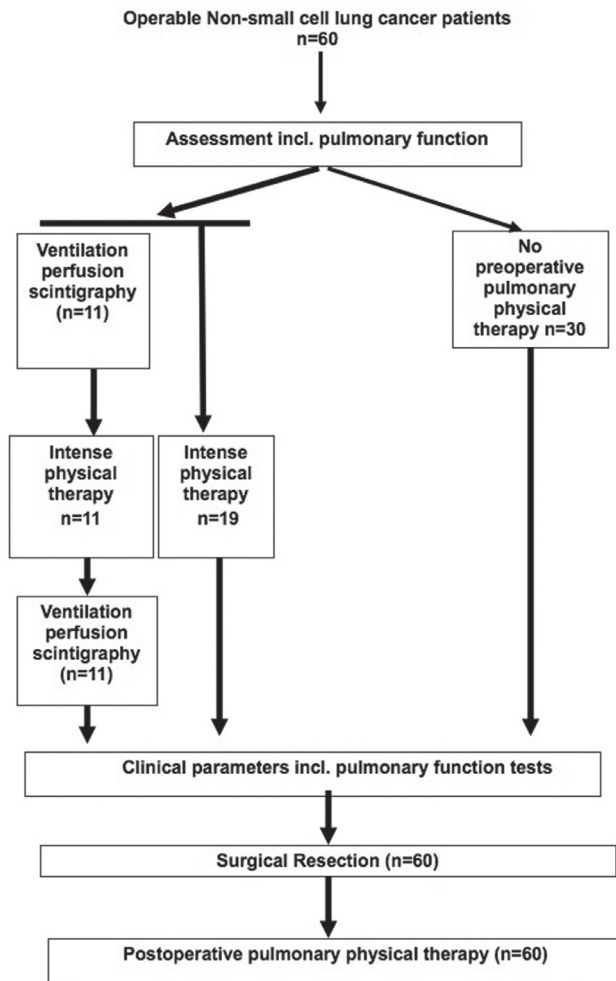 Operable Non-small cell lung cancer patients
n=60
Assessment incl. pulmonary function
Ventilation
perfusion
scintigraphy
(n=11)
No
preoperative
pulmonary
physical
therapy n=30
Intense
physical
therapy
n=11
Intense
physical
therapy
n=19
Ventilation
perfusion
scintigraphy
(n=11)
Clinical parameters incl. pulmonary function tests
Surgical Resection (n=60)
Postoperative pulmonary physical therapy (n=60)